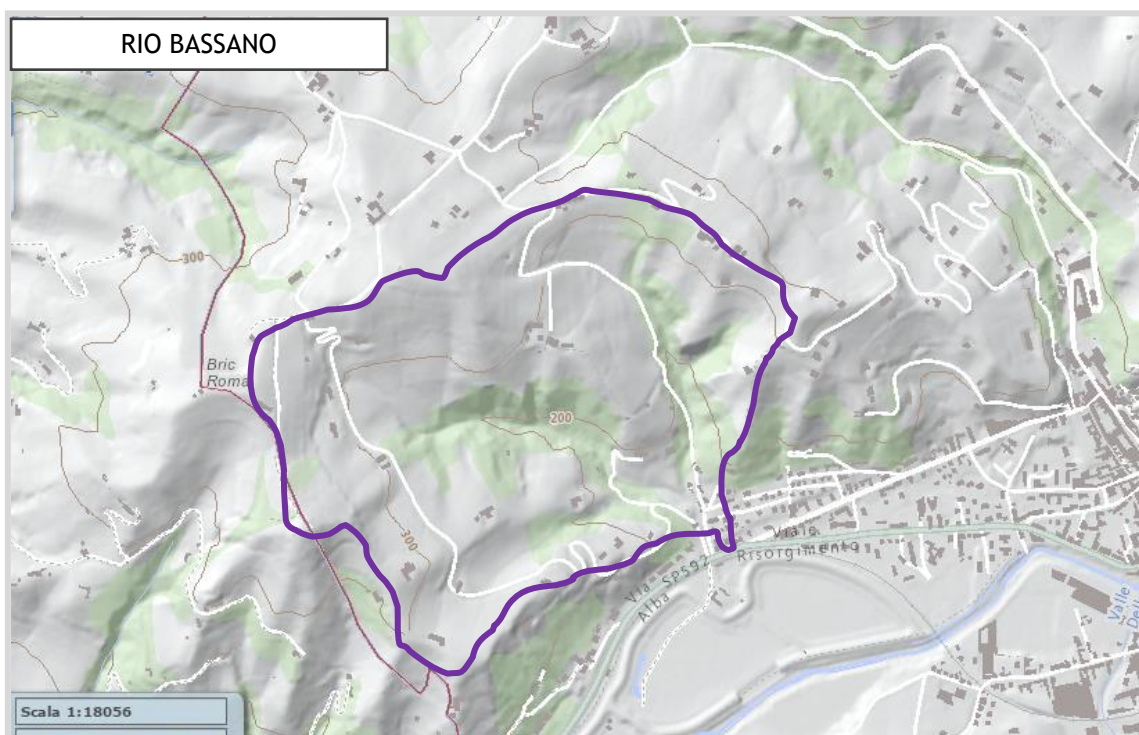 RIO BASSANO
300
Bric
Roma
200
300
Viale
Risorgimento
Via SP592
Alba
Valle
Scala 1:18056